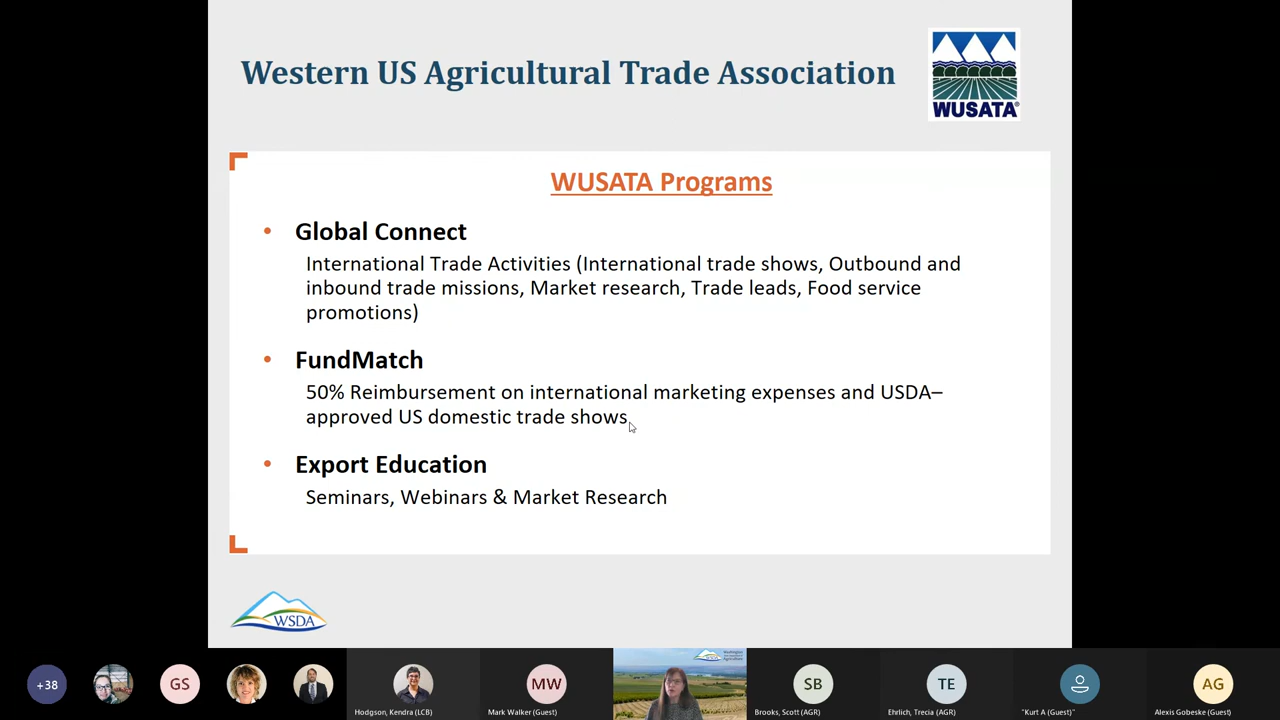 Western US Agricultural Trade Association
WUSATA
WUSATA Programs
• Global Connect
International Trade Activities (International trade shows, Outbound and
inbound trade missions, Market research, Trade leads, Food service
promotions)
• FundMatch
50% Reimbursement on international marketing expenses and USDA–
approved US domestic trade shows
• Export Education
Seminars, Webinars & Market Research
WSDA
+38
GS
MW
SB
TE
AG
Hodgson, Kendra (LCB)
Mark Walker (Guest)
Brooks, Scott (AGR)
Ehrlich, Trecia (AGR)
"Kurt A (Guest)"
Alexis Gobeske (Guest)